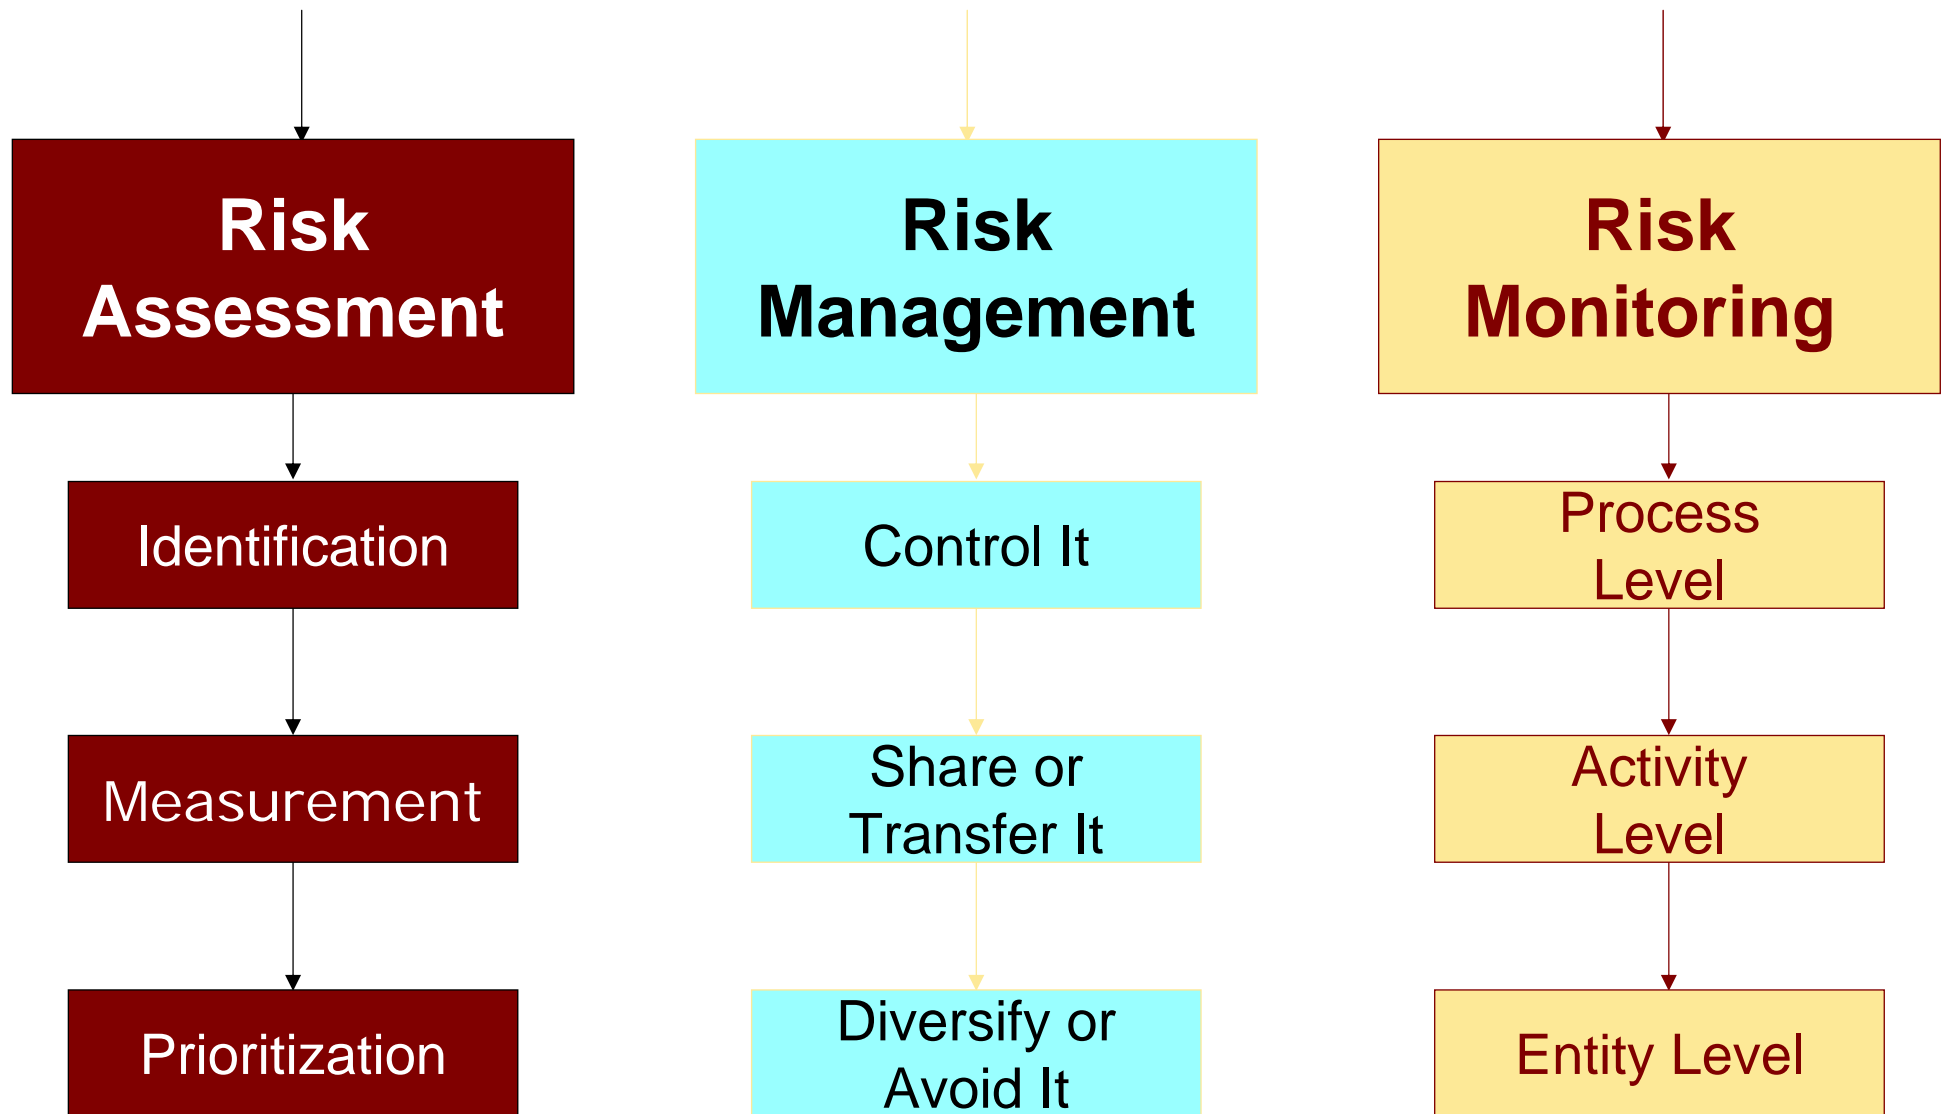 Risk
Assessment
Identification
Measurement
Prioritization
Risk
Management
Control It
Share or
Transfer It
Diversify or
Avoid It
Risk
Monitoring
Process
Level
Activity
Level
Entity Level